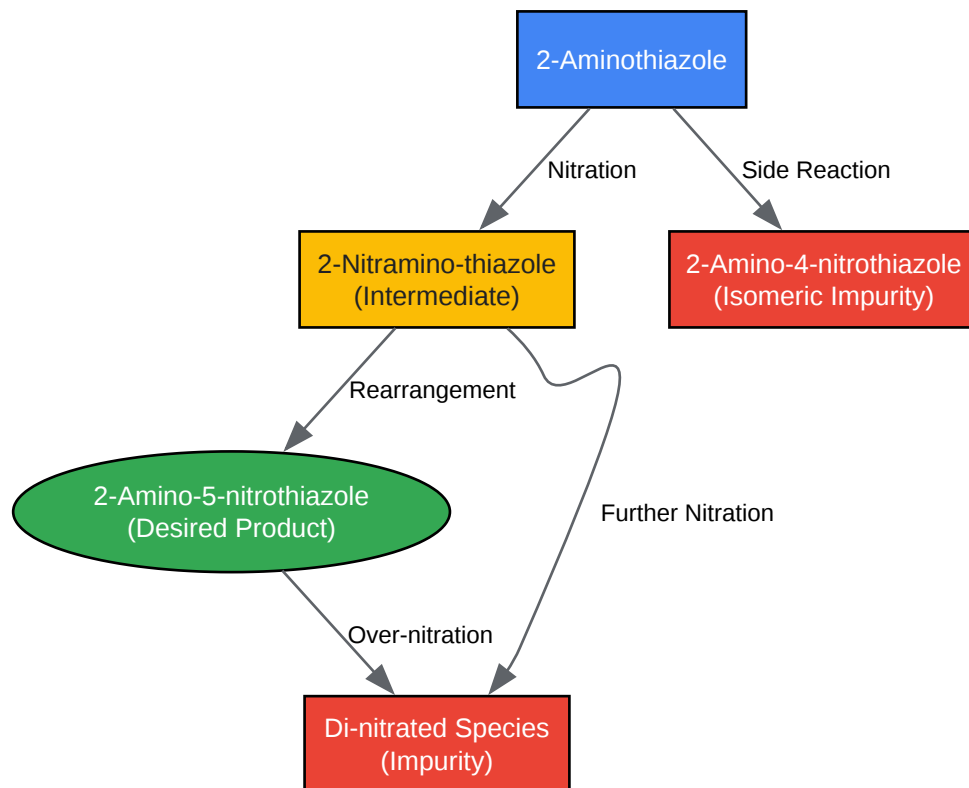 2-Aminothiazole
Nitration
Side Reaction
2-Nitramino-thiazole
(Intermediate)
2-Amino-4-nitrothiazole
(Isomeric Impurity)
Rearrangement
2-Amino-5-nitrothiazole
(Desired Product)
Further Nitration
Over-nitration
Di-nitrated Species
(Impurity)